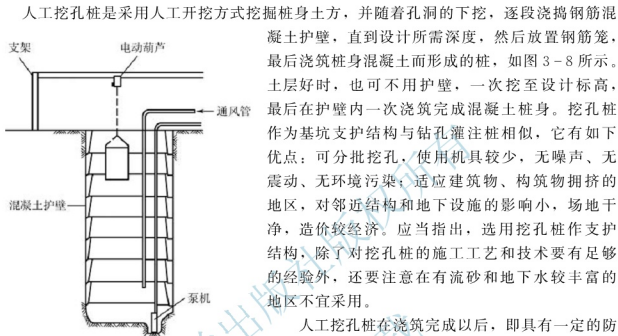 人工挖孔桩是采用人工开挖方式挖掘桩身土方，并随着孔洞的下挖，逐段浇捣钢筋混
凝土护壁，直到设计所需深度，然后放置钢筋笼，
最后浇筑桩身混凝土而形成的桩，如图3-8所示。
土层好时，也可不用护壁，一次挖至设计标高，
最后在护壁内一次浇筑完成混凝土桩身。挖孔桩
作为基坑支护结构与钻孔灌注桩相似，它有如下
优点：可分批挖孔，使用机具较少，无噪声、无
震动、无环境污染；适应建筑物、构筑物拥挤的
地区，对邻近结构和地下设施的影响小，场地干
净，造价较经济。应当指出，选用挖孔桩作支护
结构，除了对挖孔桩的施工工艺和技术要有足够
的经验外，还要注意在有流砂和地下水较丰富的
地区不宜采用。
人工挖孔桩在浇筑完成以后，即具有一定的防
支架
电动葫芦
通风管
混凝土护壁
泵机
出版社版权所有